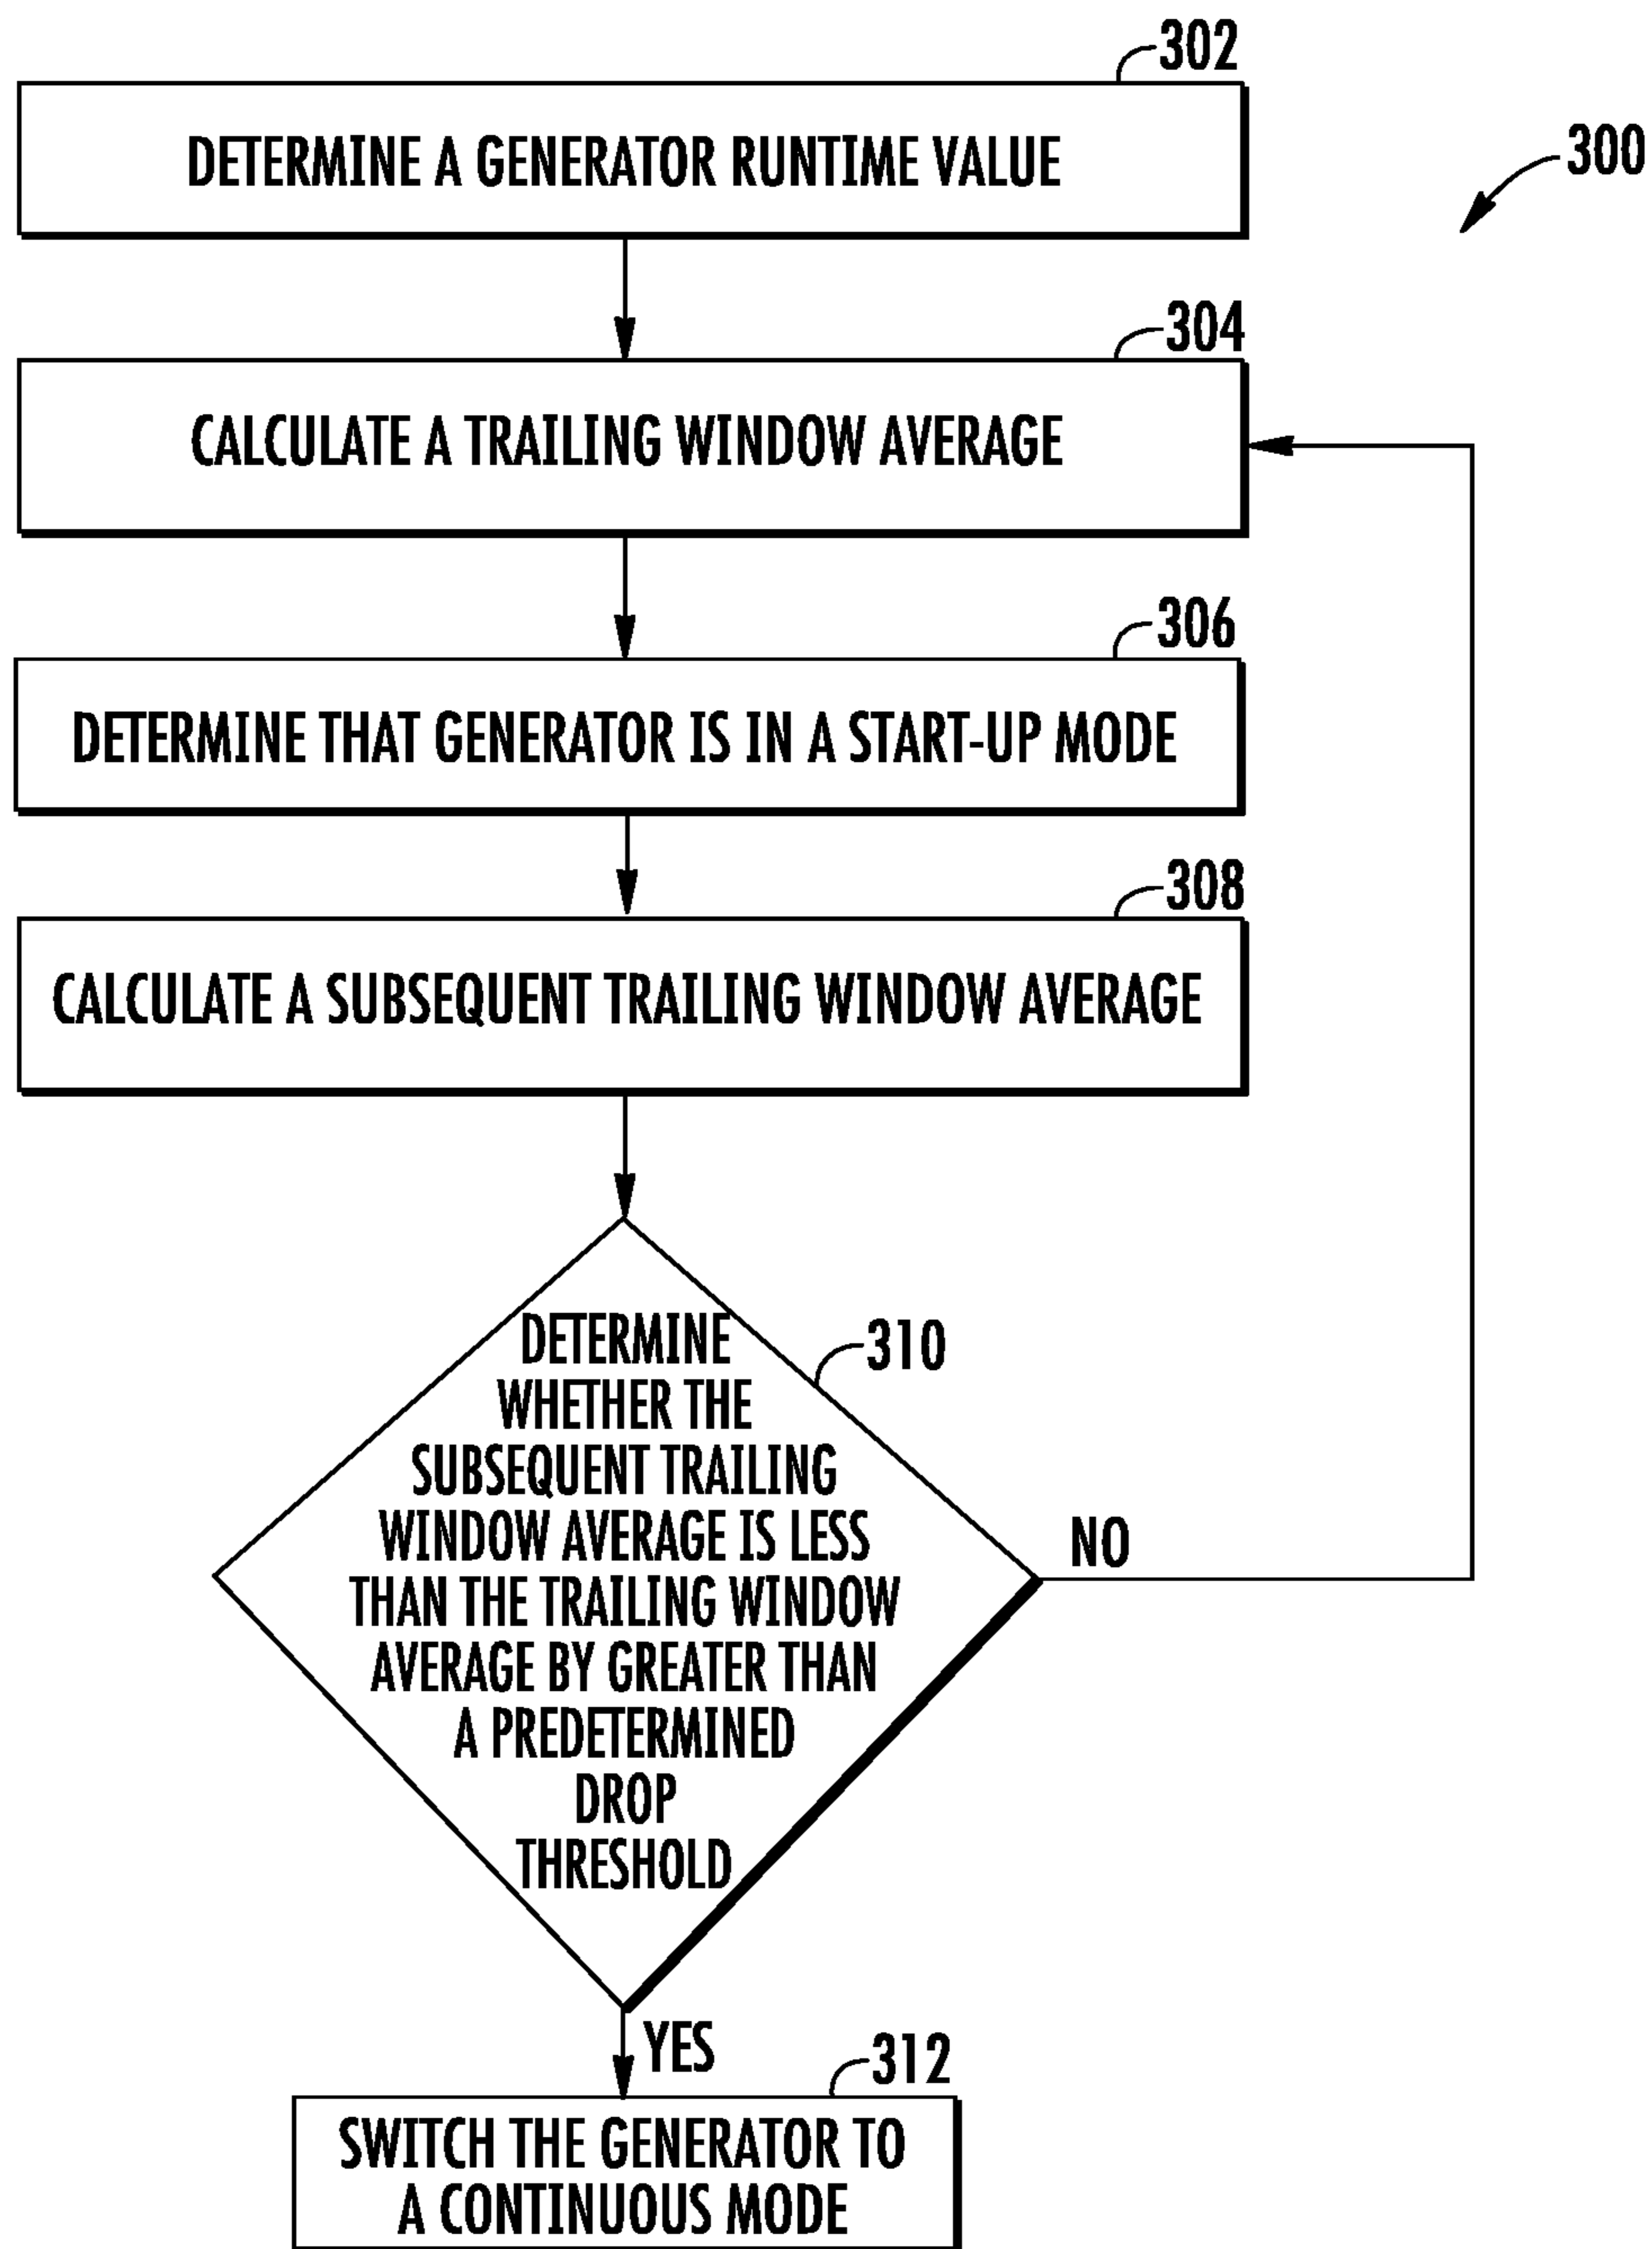 302
DETERMINE A GENERATOR RUNTIME VALUE
300
304
CALCULATE A TRAILING WINDOW AVERAGE
306
DETERMINE THAT GENERATOR IS IN A START-UP MODE
308
CALCULATE A SUBSEQUENT TRAILING WINDOW AVERAGE
310
DETERMINE
WHETHER THE
SUBSEQUENT TRAILING
WINDOW AVERAGE IS LESS
THAN THE TRAILING WINDOW
AVERAGE BY GREATER THAN
A PREDETERMINED
DROP
THRESHOLD
NO
YES
312
SWITCH THE GENERATOR TO
A CONTINUOUS MODE